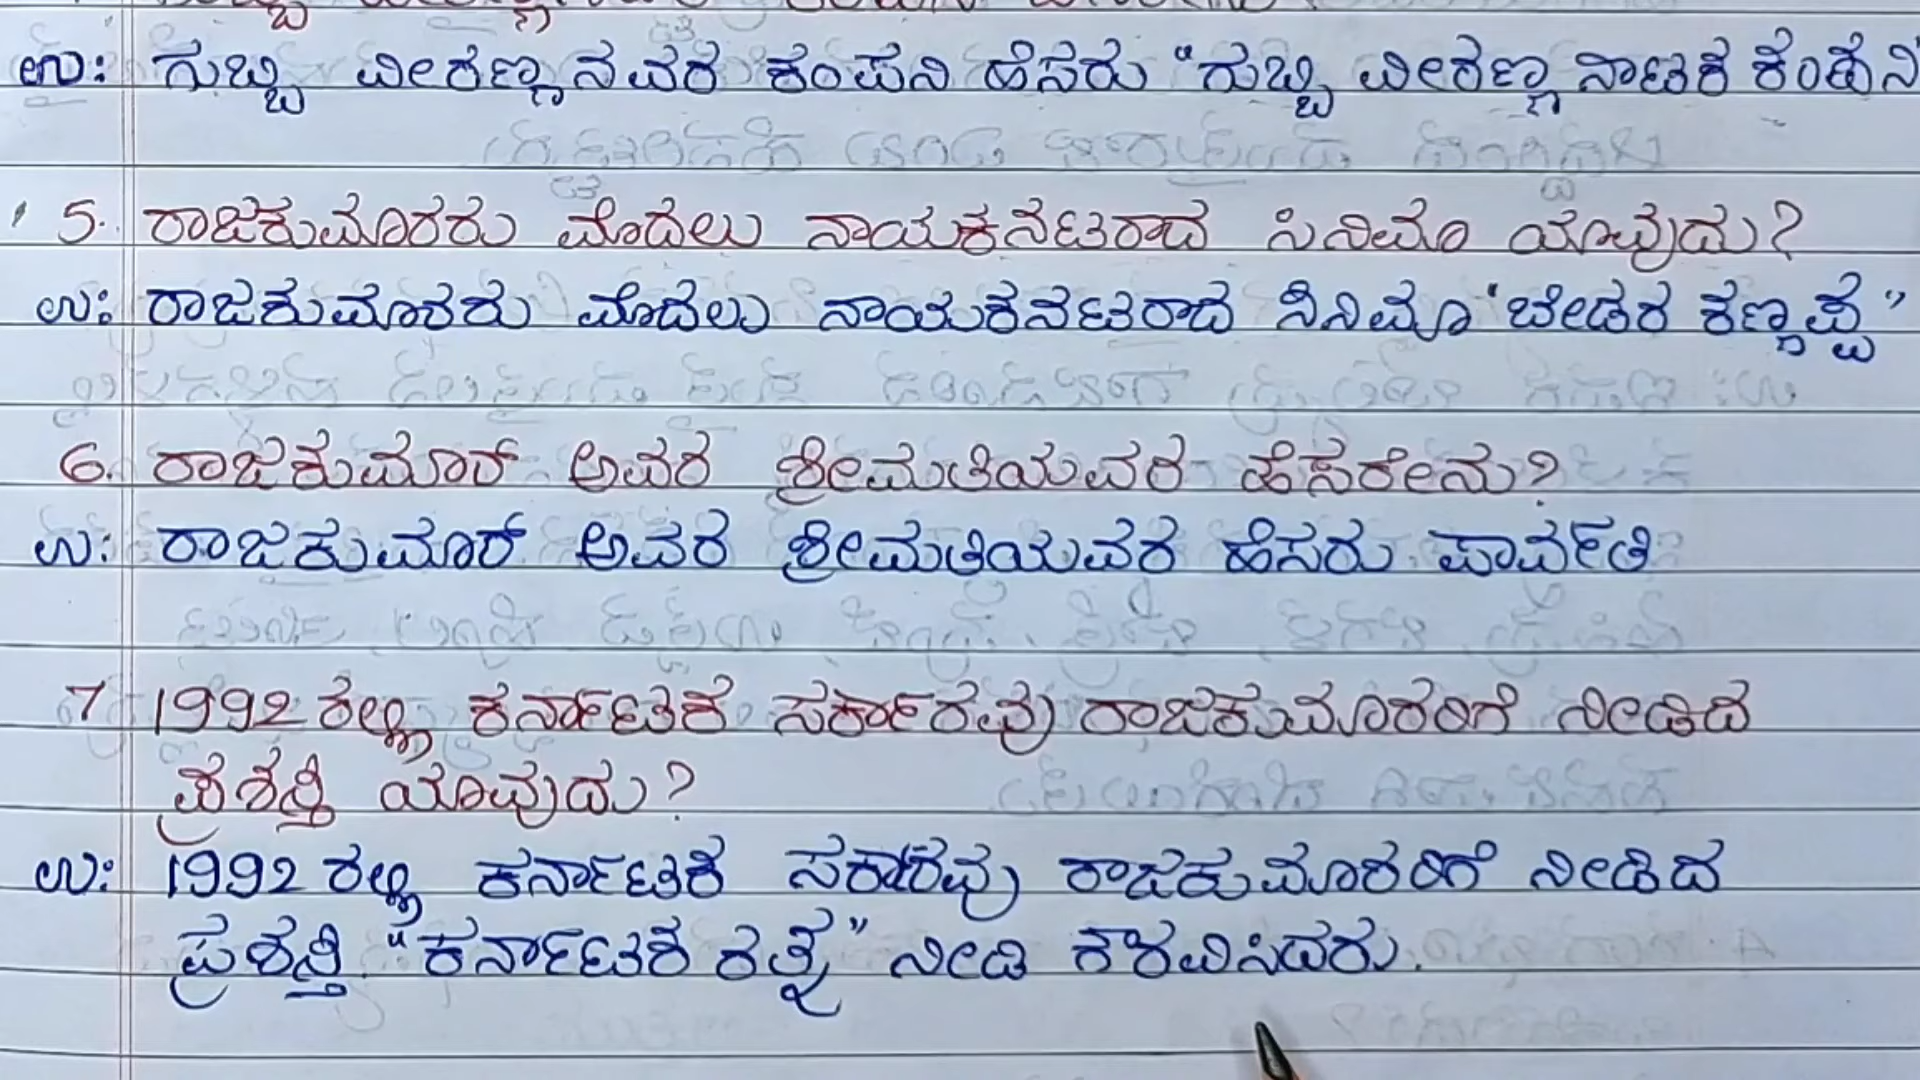 ಉ: ಗುಬ್ಬಿ ವೀರಣ್ಣನವರ ಕಂಪನಿ ಹೆಸರು "ಗುಬ್ಬಿ ವೀರಣ್ಣ ನಾಟಕ ಕಂಪನಿ
5. ರಾಜಕುಮಾರರು ಮೊದಲು ನಾಯಕನಟರಾದ ಸಿನಿಮಾ ಯಾವುದು?
ಉ: ರಾಜಕುಮಾರರು ಮೊದಲು ನಾಯಕನಟರಾದ ಸಿನಿಮಾ "ಬೇಡರ ಕಣ್ಣಪ್ಪ"
6. ರಾಜಕುಮಾರ್ ಅವರ ಶ್ರೀಮತಿಯವರ ಹೆಸರೇನು?
ಉ: ರಾಜಕುಮಾರ್ ಅವರ ಶ್ರೀಮತಿಯವರ ಹೆಸರು ಪಾರ್ವತಿ
7 1992 ರಲ್ಲಿ ಕರ್ನಾಟಕ ಸರ್ಕಾರವು ರಾಜಕುಮಾರರಿಗೆ ನೀಡಿದ
ಪ್ರಶಸ್ತಿ ಯಾವುದು?
ಉ: 1992 ರಲ್ಲಿ ಕರ್ನಾಟಕ ಸರ್ಕಾರವು ರಾಜಕುಮಾರರಿಗೆ ನೀಡಿದ
ಪ್ರಶಸ್ತಿ "ಕರ್ನಾಟಕ ರತ್ನ" ನೀಡಿ ಗೌರವಿಸಿದರು.